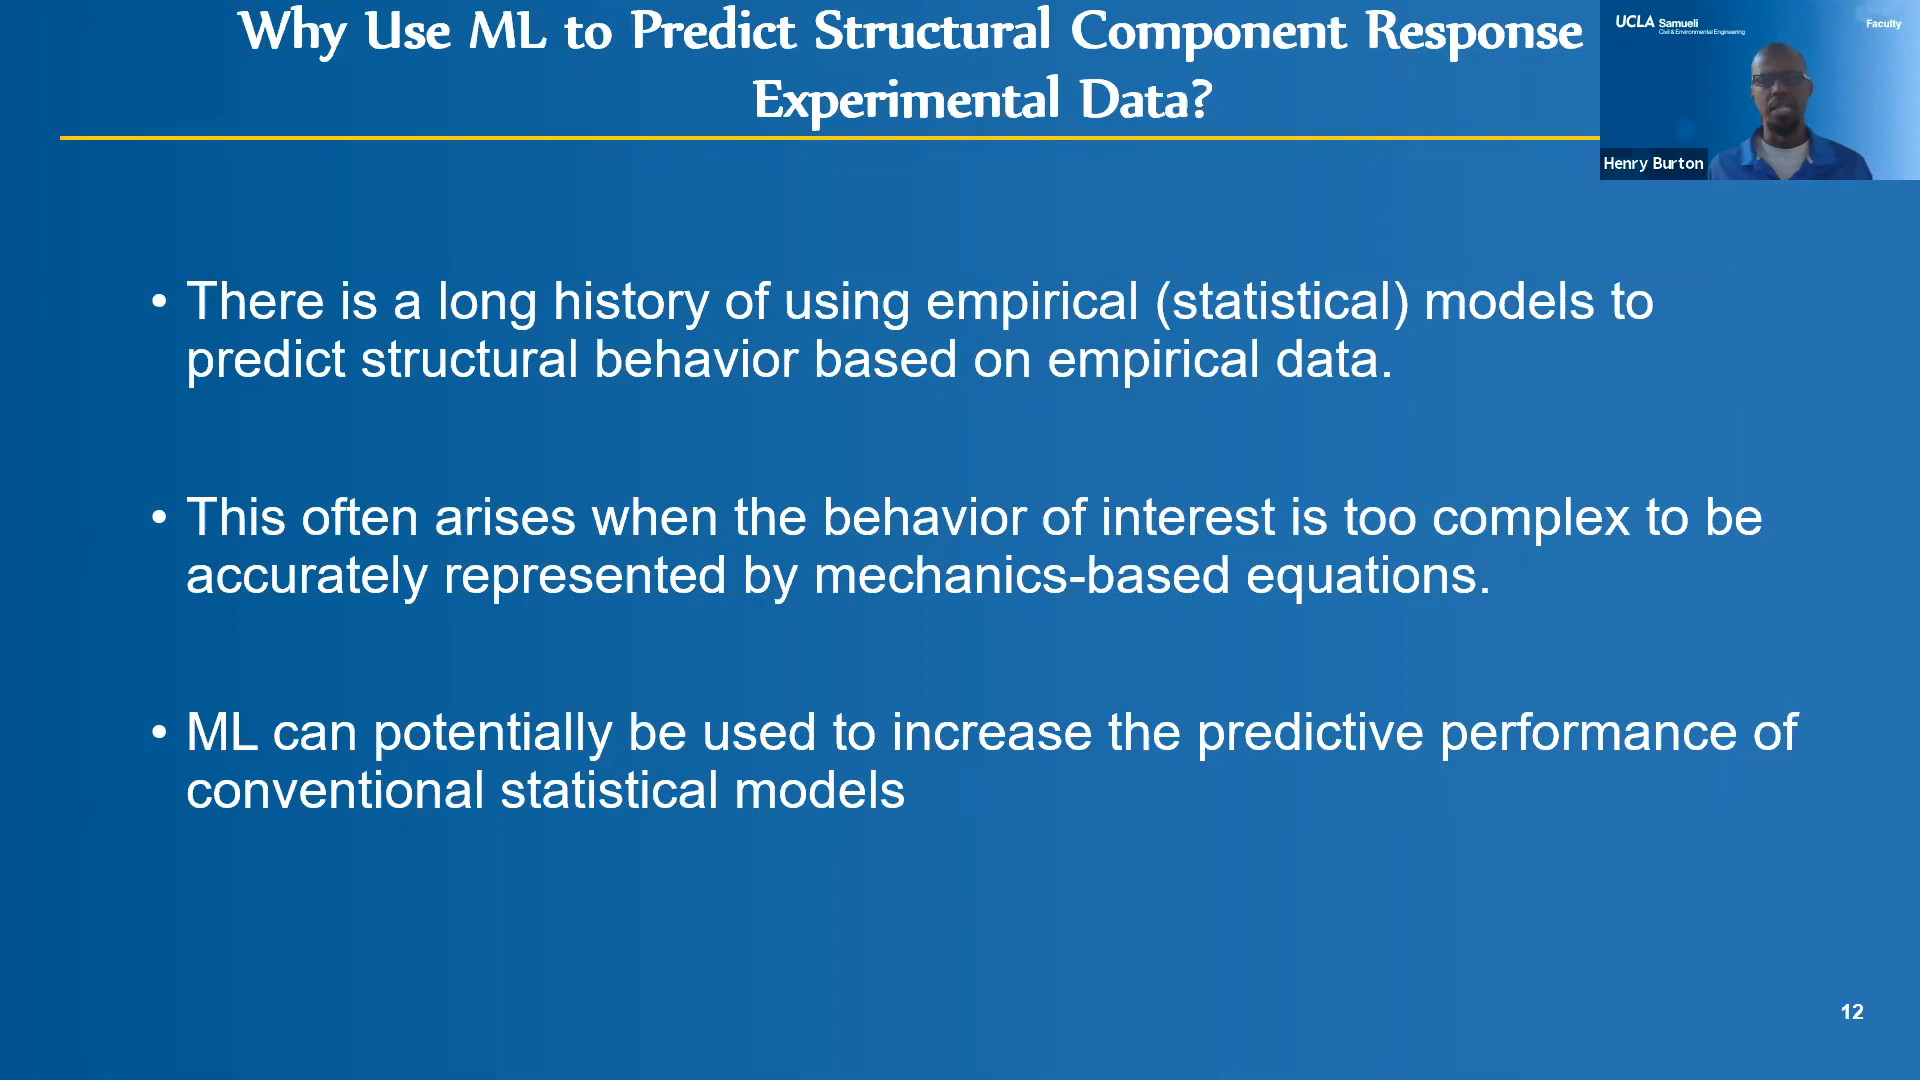 Why Use ML to Predict Structural Component Response
Experimental Data?
UCLA Samueli
Civil & Environmental Engineering
Faculty
Henry Burton
• There is a long history of using empirical (statistical) models to
predict structural behavior based on empirical data.
• This often arises when the behavior of interest is too complex to be
accurately represented by mechanics-based equations.
• ML can potentially be used to increase the predictive performance of
conventional statistical models
12